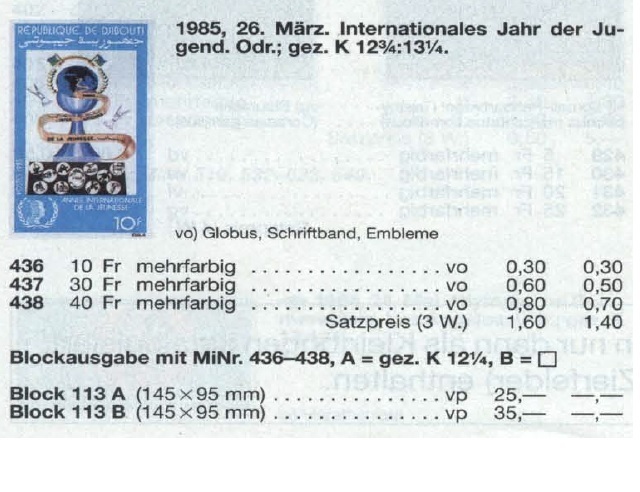 REPUBLIQUE DE DJIBOUTI
جمهورية جيبوتي
DE LA JEUNESSE
ANNEE INTERNATIONALE
DE LA JEUNESSE
10F
1985, 26. März. Internationales Jahr der Ju-
gend. Odr.; gez. K 12¾:13¼.
vo) Globus, Schriftband, Embleme
436 10 Fr mehrfarbig .................... vo 0,30 0,30
437 30 Fr mehrfarbig .................... vo 0,60 0,50
438 40 Fr mehrfarbig .................... vo 0,80 0,70
Satzpreis (3 W.) 1,60 1,40
Blockausgabe mit MiNr. 436–438, A = gez. K 12¼, B = □
Block 113 A (145×95 mm) ................. vp 25,— —,—
Block 113 B (145×95 mm) ................. vp 35,— —,—